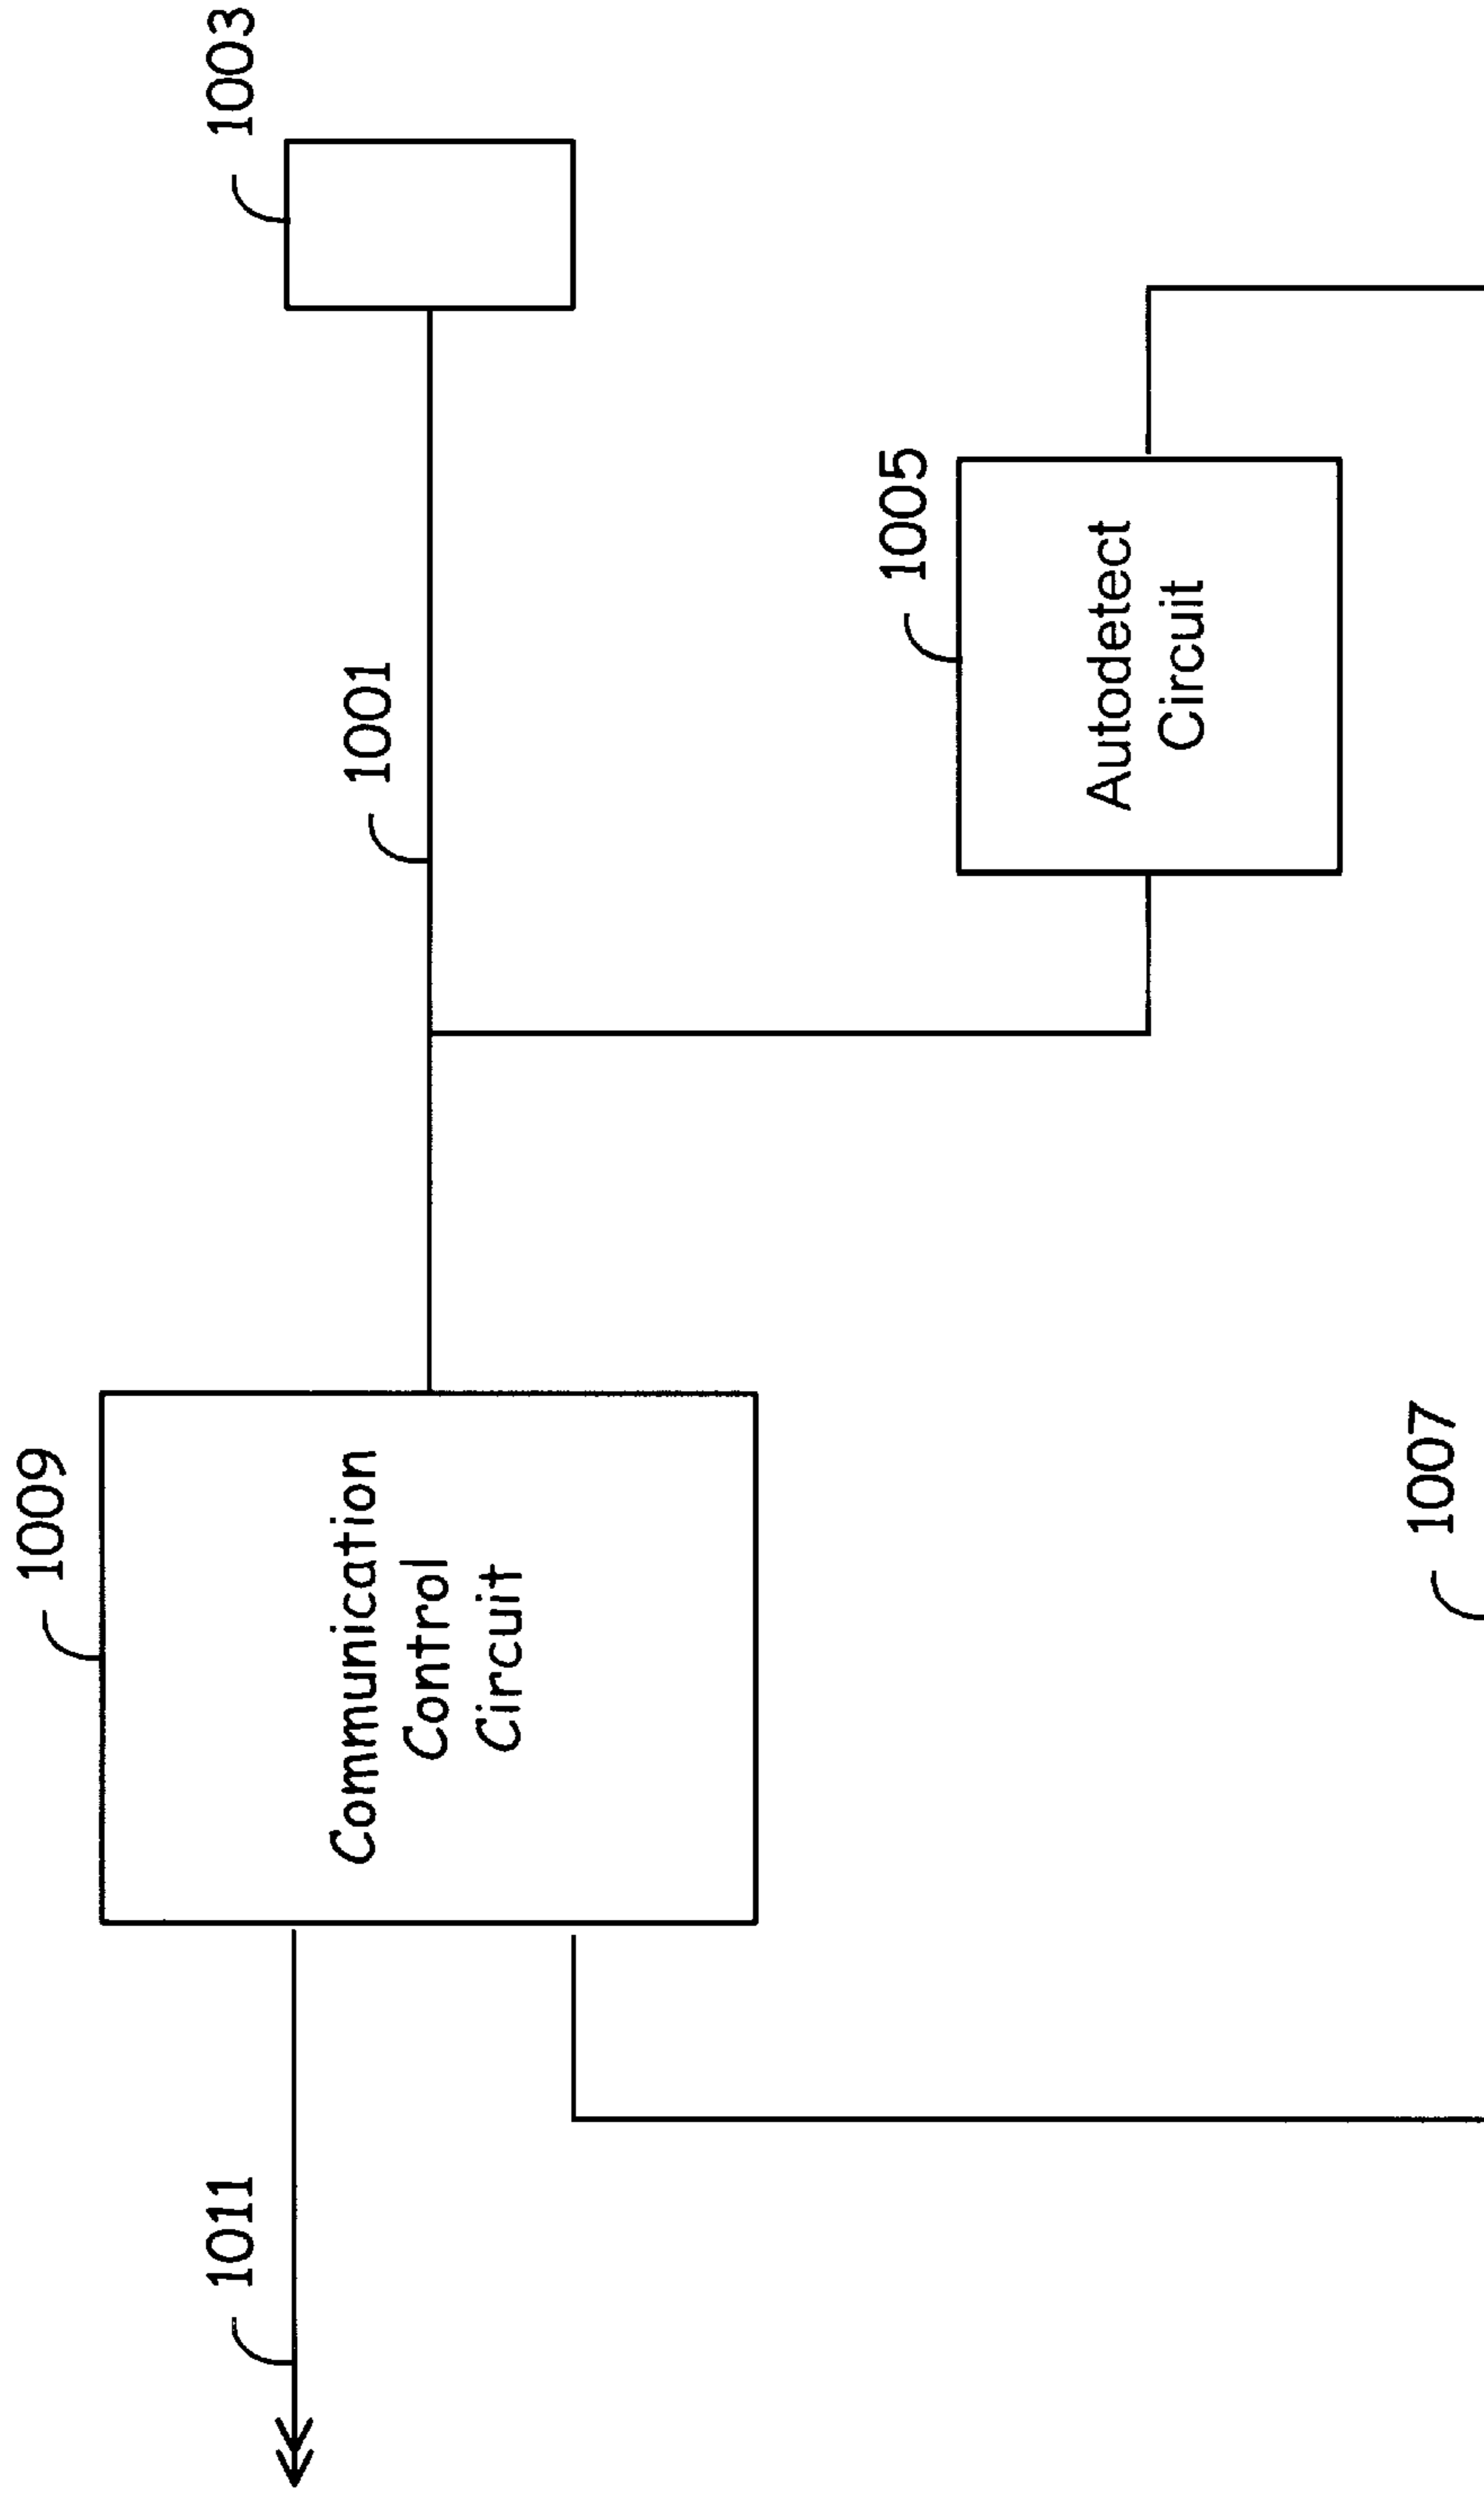 1009
Communication
Control
Circuit
1011
1001
1003
1005
Autodetect
Circuit
1007